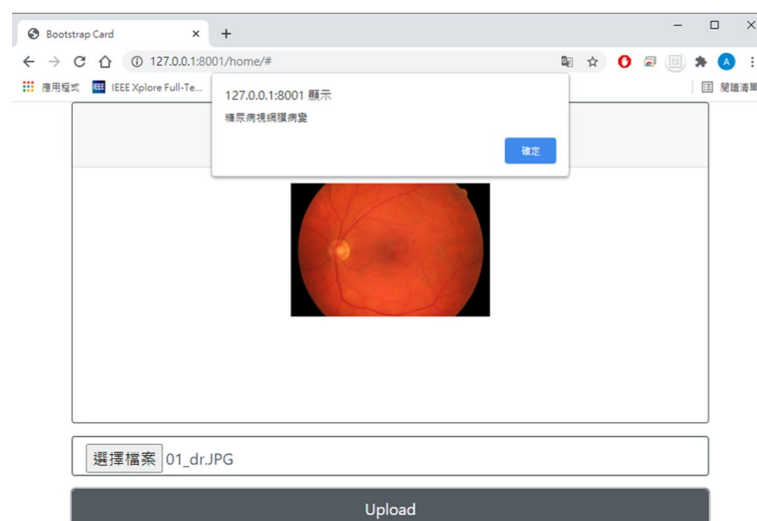 Bootstrap Card
127.0.0.1:8001/home/#
應用程式 IEEE IEEE Xplore Full-Te... 閱讀清單
127.0.0.1:8001 顯示
糖尿病視網膜病變
確定
選擇檔案 01_dr.JPG
Upload